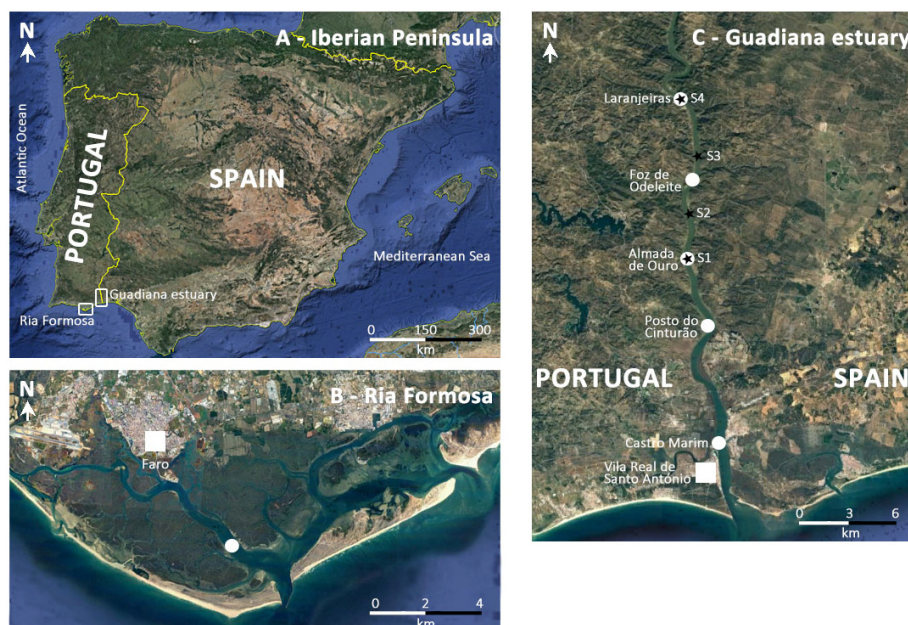 N
A - Iberian Peninsula
Atlantic Ocean
PORTUGAL
SPAIN
Mediterranean Sea
Guadiana estuary
Ria Formosa
0 150 300
km
N
B - Ria Formosa
Faro
0 2 4
km
N
C - Guadiana estuary
Laranjeiras
S4
S3
Foz de
Odeleite
S2
Almada
de Ouro
S1
Posto do
Cinturão
PORTUGAL
SPAIN
Castro Marim
Vila Real de
Santo António
0 3 6
km